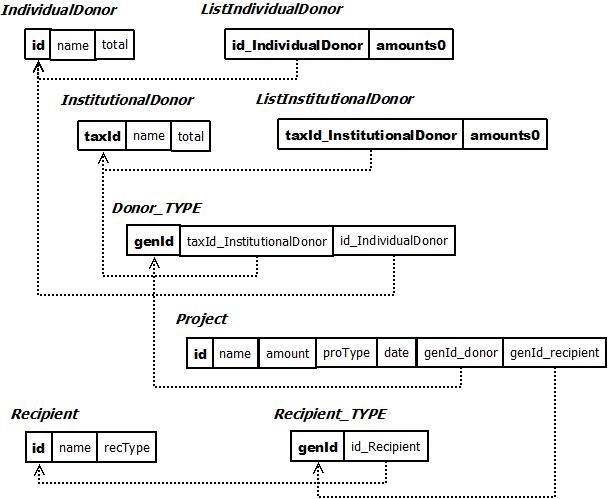 IndividualDonor ListIndividualDonor
id name total id_IndividualDonor amounts0
InstitutionalDonor ListInstitutionalDonor
taxId name total taxId_InstitutionalDonor amounts0
Donor_TYPE
genId taxId_InstitutionalDonor id_IndividualDonor
Project
id name amount proType date genId_donor genId_recipient
Recipient Recipient_TYPE
id name recType genId id_Recipient